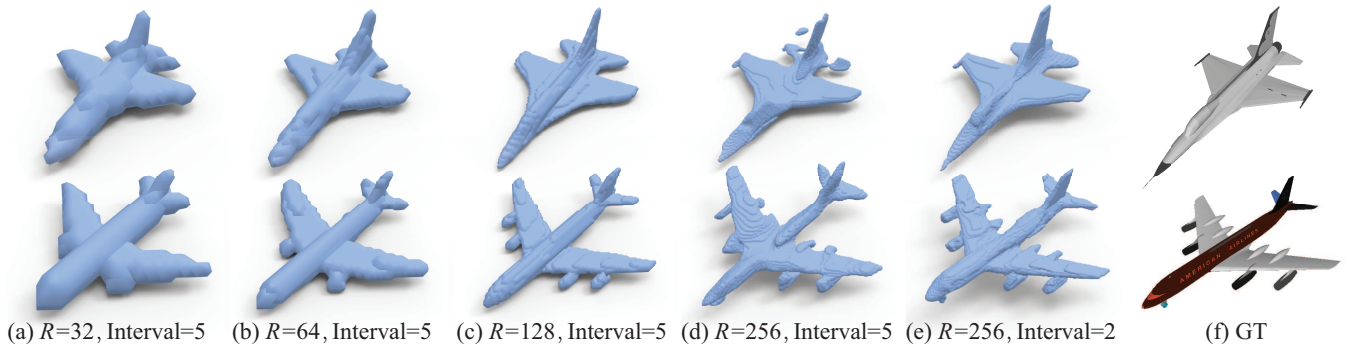 AMERICAN AIRLINES
(a) R=32, Interval=5 (b) R=64, Interval=5 (c) R=128, Interval=5 (d) R=256, Interval=5 (e) R=256, Interval=2 (f) GT